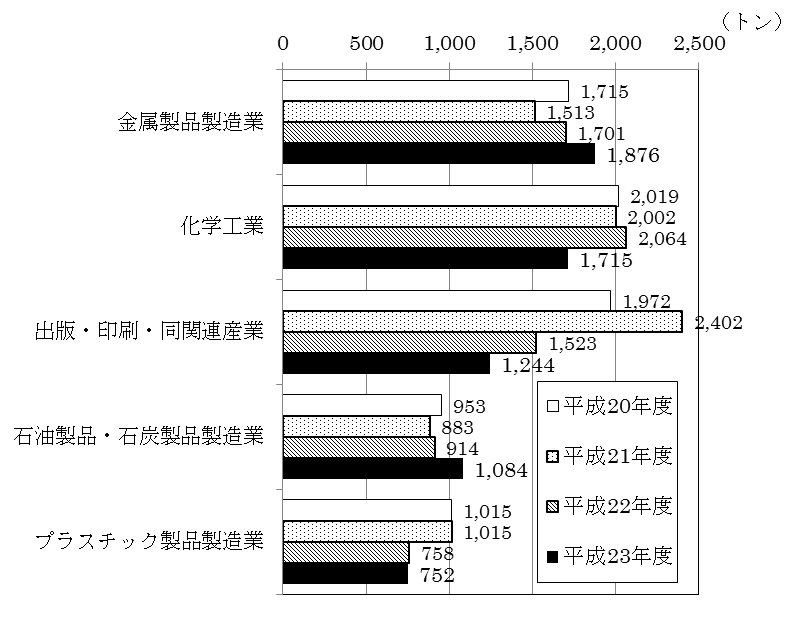 （トン）
0 500 1,000 1,500 2,000 2,500
金属製品製造業
1,715
1,513
1,701
1,876
化学工業
2,019
2,002
2,064
1,715
出版・印刷・同関連産業
1,972
2,402
1,523
1,244
石油製品・石炭製品製造業
953
883
914
1,084
プラスチック製品製造業
1,015
1,015
758
752
平成20年度
平成21年度
平成22年度
平成23年度